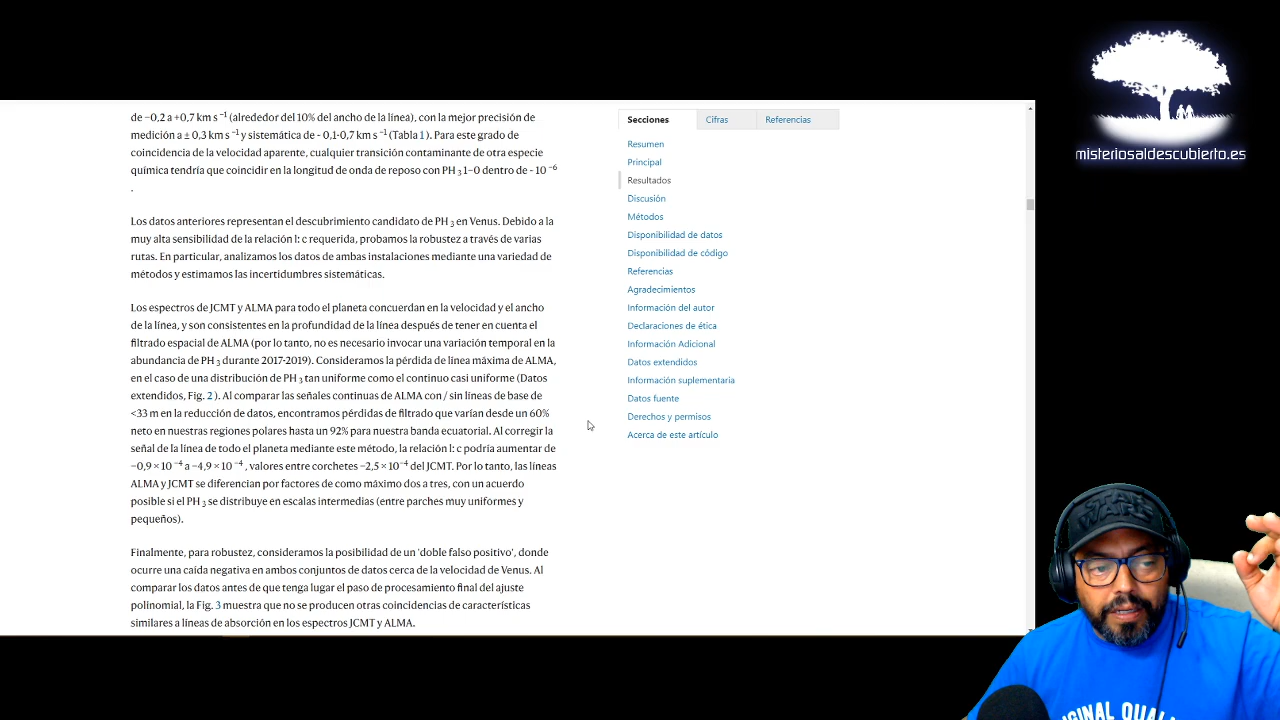 de −0,2 a +0,7 km s −1 (alrededor del 10% del ancho de la línea), con la mejor precisión de
medición a ± 0,3 km s −1 y sistemática de - 0,1-0,7 km s −1 (Tabla 1 ). Para este grado de
coincidencia de la velocidad aparente, cualquier transición contaminante de otra especie
química tendría que coincidir en la longitud de onda de reposo con PH 3 1−0 dentro de - 10 −6
.
Los datos anteriores representan el descubrimiento candidato de PH 3 en Venus. Debido a la
muy alta sensibilidad de la relación l: c requerida, probamos la robustez a través de varias
rutas. En particular, analizamos los datos de ambas instalaciones mediante una variedad de
métodos y estimamos las incertidumbres sistemáticas.
Los espectros de JCMT y ALMA para todo el planeta concuerdan en la velocidad y el ancho
de la línea, y son consistentes en la profundidad de la línea después de tener en cuenta el
filtrado espacial de ALMA (por lo tanto, no es necesario invocar una variación temporal en la
abundancia de PH 3 durante 2017-2019). Consideramos la pérdida de línea máxima de ALMA,
en el caso de una distribución de PH 3 tan uniforme como el continuo casi uniforme (Datos
extendidos, Fig. 2 ). Al comparar las señales continuas de ALMA con / sin líneas de base de
<33 m en la reducción de datos, encontramos pérdidas de filtrado que varían desde un 60%
neto en nuestras regiones polares hasta un 92% para nuestra banda ecuatorial. Al corregir la
señal de la línea de todo el planeta mediante este método, la relación l: c podría aumentar de
−0,9 × 10 −4 a −4,9 × 10 −4 , valores entre corchetes −2,5 × 10−4 del JCMT. Por lo tanto, las líneas
ALMA y JCMT se diferencian por factores de como máximo dos a tres, con un acuerdo
posible si el PH 3 se distribuye en escalas intermedias (entre parches muy uniformes y
pequeños).
Finalmente, para robustez, consideramos la posibilidad de un 'doble falso positivo', donde
ocurre una caída negativa en ambos conjuntos de datos cerca de la velocidad de Venus. Al
comparar los datos antes de que tenga lugar el paso de procesamiento final del ajuste
polinomial, la Fig. 3 muestra que no se producen otras coincidencias de características
similares a líneas de absorción en los espectros JCMT y ALMA.
Secciones
Cifras
Referencias
Resumen
Principal
Resultados
Discusión
Métodos
Disponibilidad de datos
Disponibilidad de código
Referencias
Agradecimientos
Información del autor
Declaraciones de ética
Información Adicional
Datos extendidos
Información suplementaria
Datos fuente
Derechos y permisos
Acerca de este artículo
misteriosaldescubierto.es
STAR
WARS
ORIGINAL QUAL